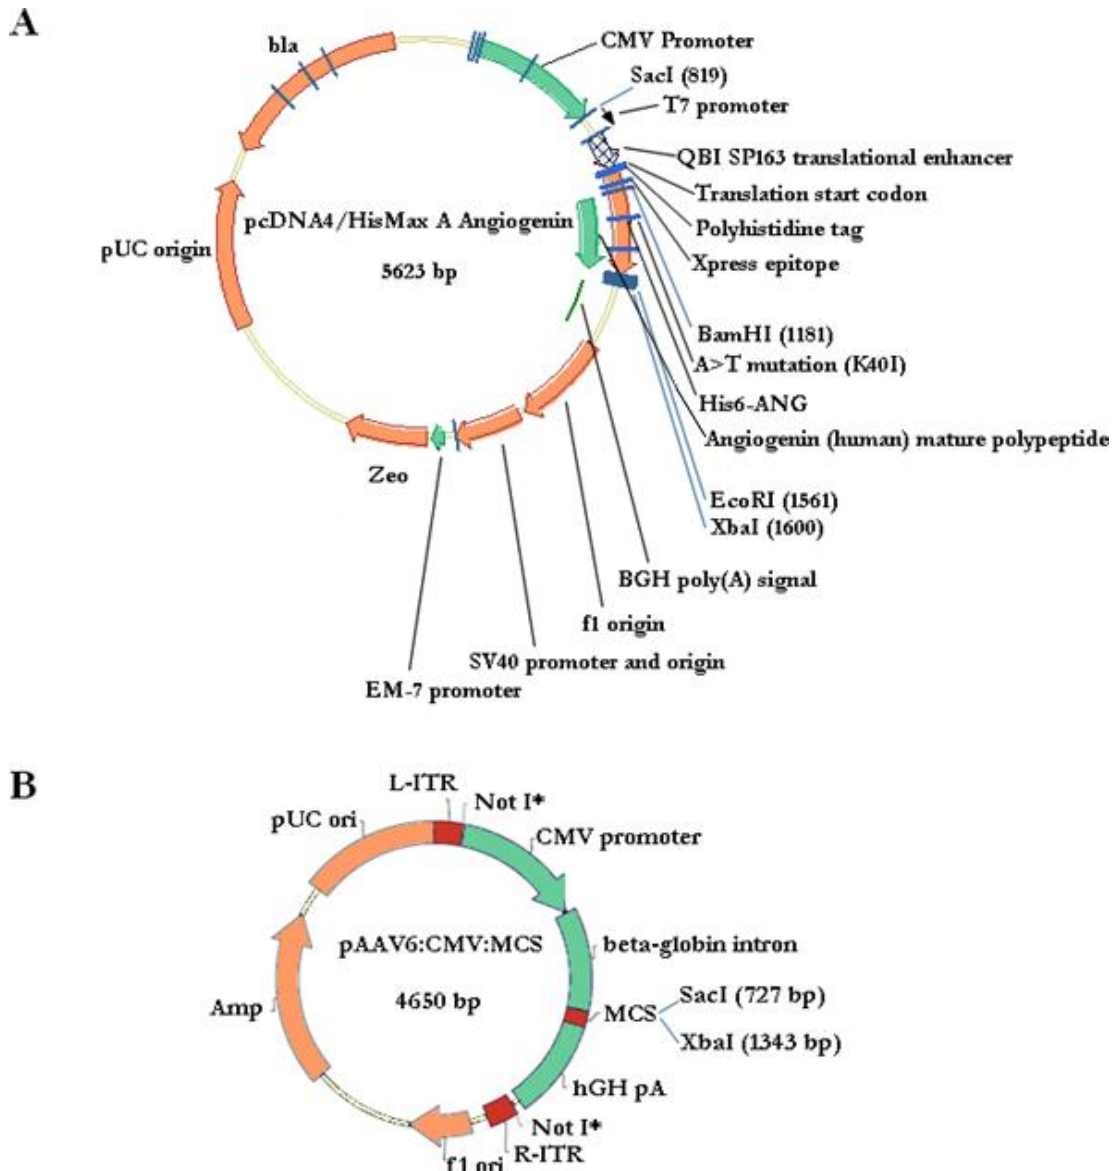 A
bla
CMV Promoter
SacI (819)
T7 promoter
QBI SP163 translational enhancer
Translation start codon
Polyhistidine tag
Xpress epitope
pcDNA4/HisMax A Angiogenin
5623 bp
pUC origin
BamHI (1181)
A>T mutation (K40I)
His6-ANG
Angiogenin (human) mature polypeptide
EcoRI (1561)
XbaI (1600)
Zeo
BGH poly(A) signal
f1 origin
SV40 promoter and origin
EM-7 promoter
B
L-ITR
Not I*
pUC ori
CMV promoter
pAAV6:CMV:MCS
4650 bp
beta-globin intron
SacI (727 bp)
MCS
XbaI (1343 bp)
Amp
hGH pA
Not I*
R-ITR
f1 ori